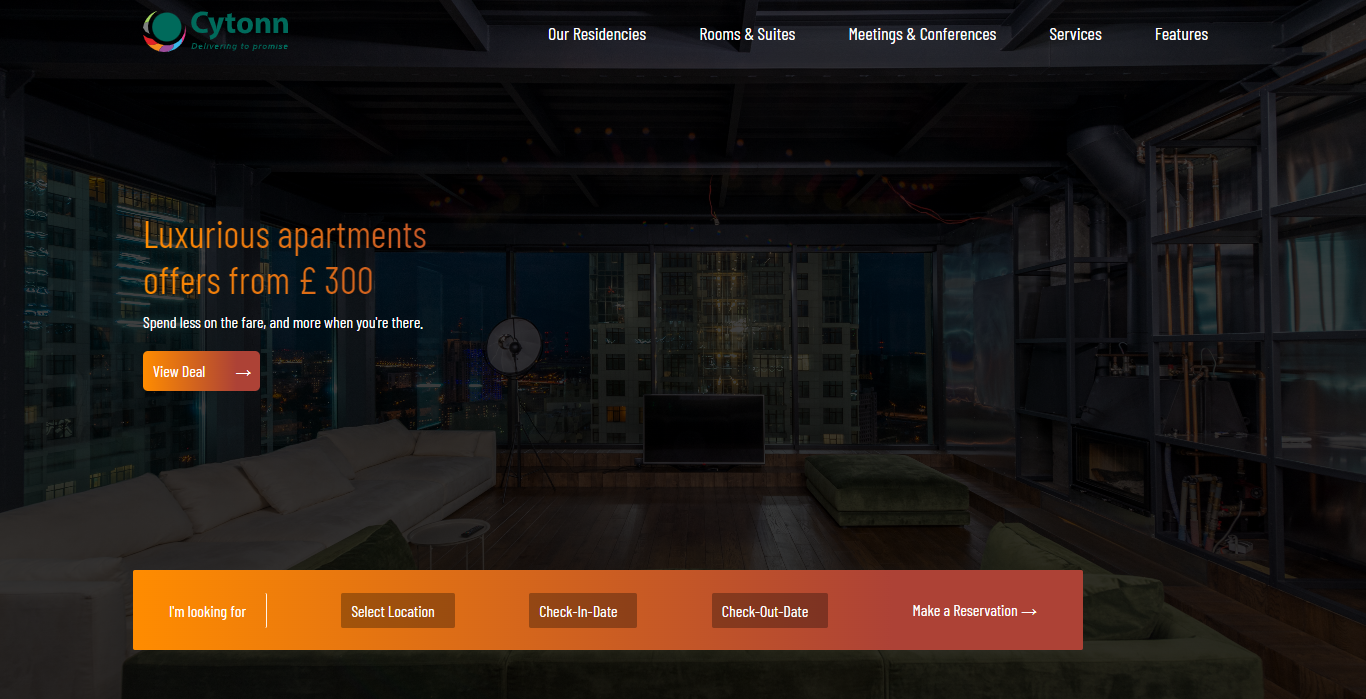 Cytonn
Delivering to promise
Our Residencies
Rooms & Suites
Meetings & Conferences
Services
Features
Luxurious apartments
offers from £ 300
Spend less on the fare, and more when you're there.
View Deal →
I'm looking for
Select Location
Check-In-Date
Check-Out-Date
Make a Reservation →